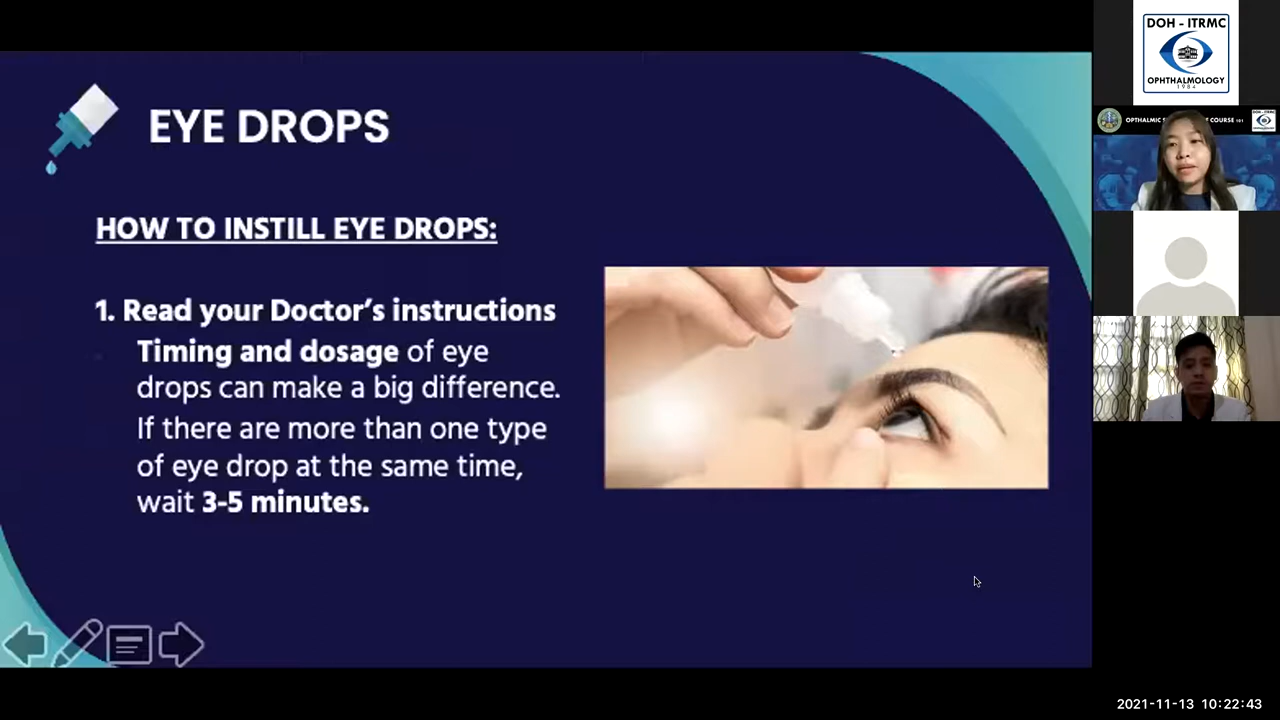 EYE DROPS
HOW TO INSTILL EYE DROPS:
1. Read your Doctor's instructions
Timing and dosage of eye
drops can make a big difference.
If there are more than one type
of eye drop at the same time,
wait 3-5 minutes.
DOH - ITRMC
OPHTHALMOLOGY
1984
OPTHALMIC COURSE 101
2021-11-13 10:22:43